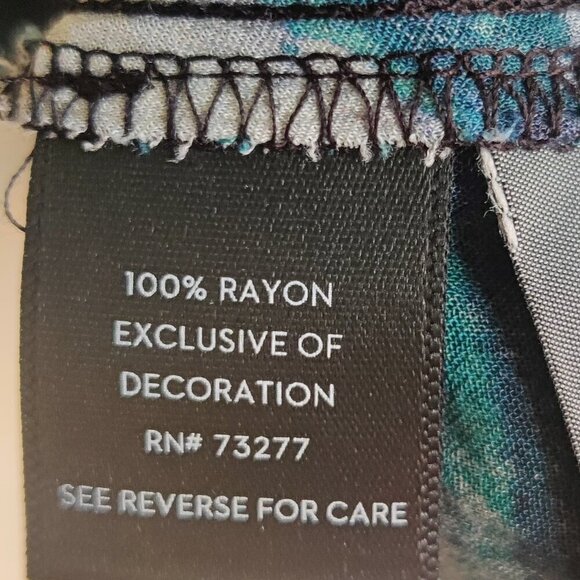 100% RAYON
EXCLUSIVE OF
DECORATION
RN# 73277
SEE REVERSE FOR CARE